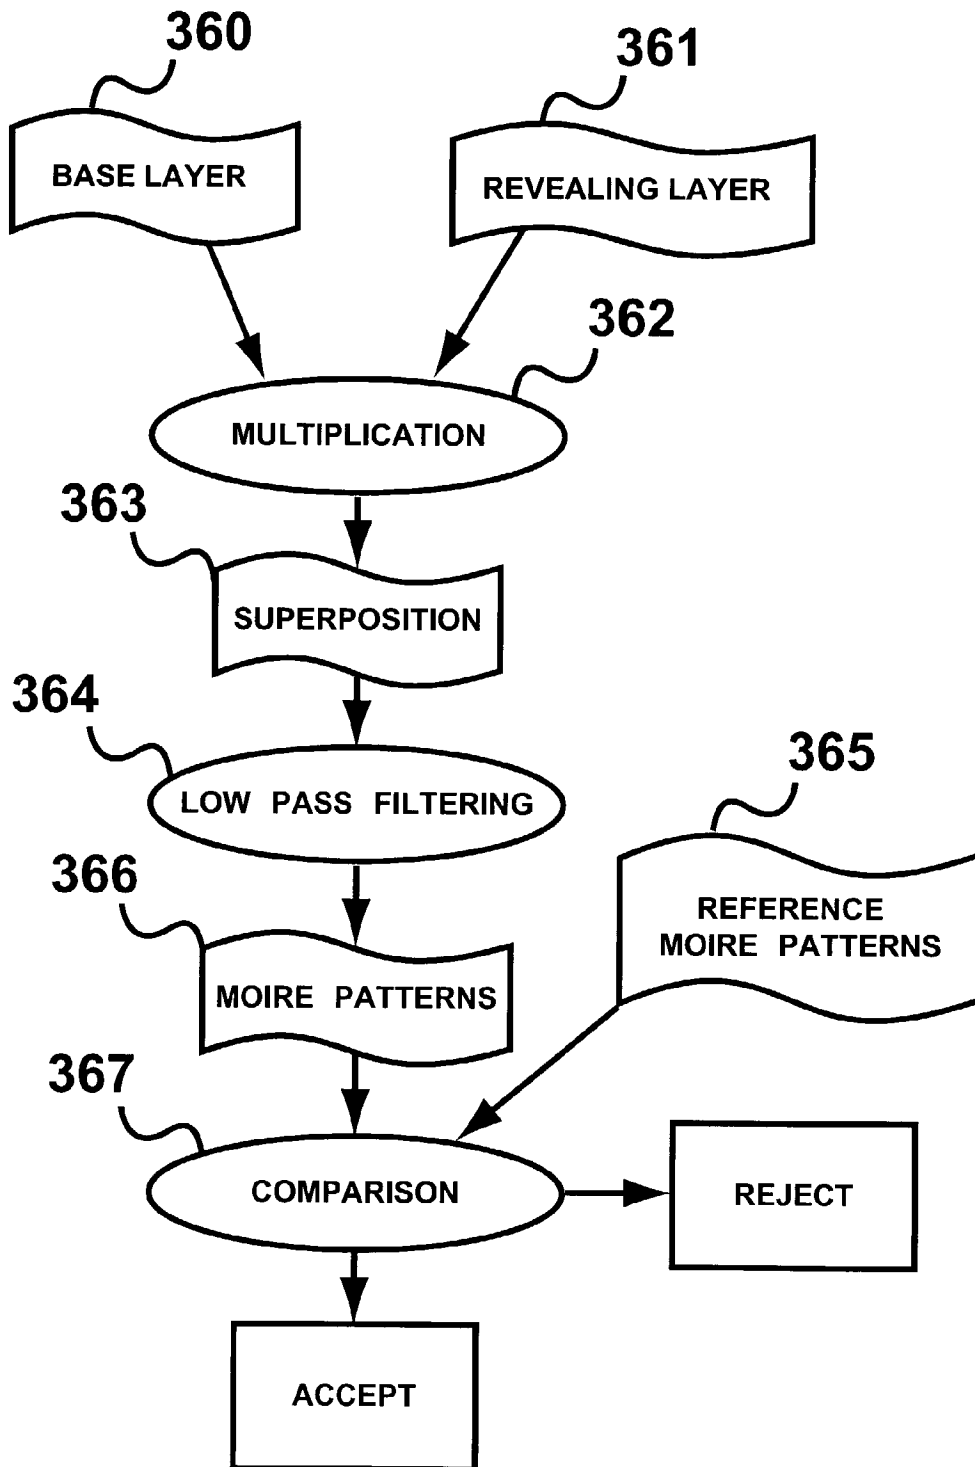 360
361
BASE LAYER
REVEALING LAYER
362
MULTIPLICATION
363
SUPERPOSITION
364
LOW PASS FILTERING
365
366
REFERENCE
MOIRE PATTERNS
MOIRE PATTERNS
367
COMPARISON
REJECT
ACCEPT